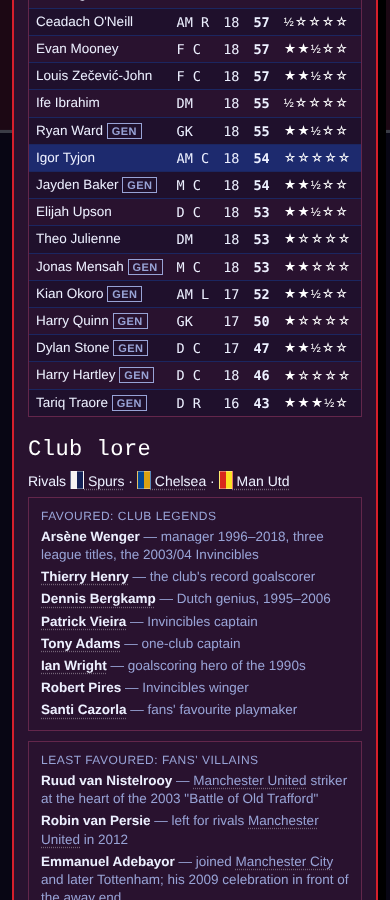 Ceadach O'Neill AM R 18 57 ½☆☆☆☆
Evan Mooney F C 18 57 ★★½☆☆
Louis Zečević-John F C 18 57 ★★½☆☆
Ife Ibrahim DM 18 55 ½☆☆☆☆
Ryan Ward GEN GK 18 55 ★★½☆☆
Igor Tyjon AM C 18 54 ☆☆☆☆☆
Jayden Baker GEN M C 18 54 ★★½☆☆
Elijah Upson D C 18 53 ★★½☆☆
Theo Julienne DM 18 53 ★☆☆☆☆
Jonas Mensah GEN M C 18 53 ★★☆☆☆
Kian Okoro GEN AM L 17 52 ★★½☆☆
Harry Quinn GEN GK 17 50 ★☆☆☆☆
Dylan Stone GEN D C 17 47 ★★½☆☆
Harry Hartley GEN D C 18 46 ★☆☆☆☆
Tariq Traore GEN D R 16 43 ★★★½☆
Club lore
Rivals Spurs · Chelsea · Man Utd
FAVOURED: CLUB LEGENDS
Arsène Wenger — manager 1996–2018, three
league titles, the 2003/04 Invincibles
Thierry Henry — the club's record goalscorer
Dennis Bergkamp — Dutch genius, 1995–2006
Patrick Vieira — Invincibles captain
Tony Adams — one-club captain
Ian Wright — goalscoring hero of the 1990s
Robert Pires — Invincibles winger
Santi Cazorla — fans' favourite playmaker
LEAST FAVOURED: FANS' VILLAINS
Ruud van Nistelrooy — Manchester United striker
at the heart of the 2003 "Battle of Old Trafford"
Robin van Persie — left for rivals Manchester
United in 2012
Emmanuel Adebayor — joined Manchester City
and later Tottenham; his 2009 celebration in front of
the away end